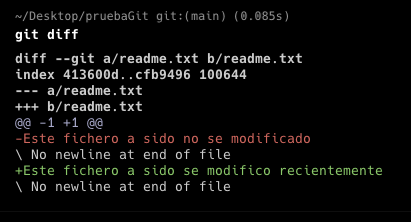 ~/Desktop/pruebaGit git:(main) (0.085s)
git diff
diff --git a/readme.txt b/readme.txt
index 413600d..cfb9496 100644
--- a/readme.txt
+++ b/readme.txt
@@ -1 +1 @@
-Este fichero a sido no se modificado
\ No newline at end of file
+Este fichero a sido se modifico recientemente
\ No newline at end of file